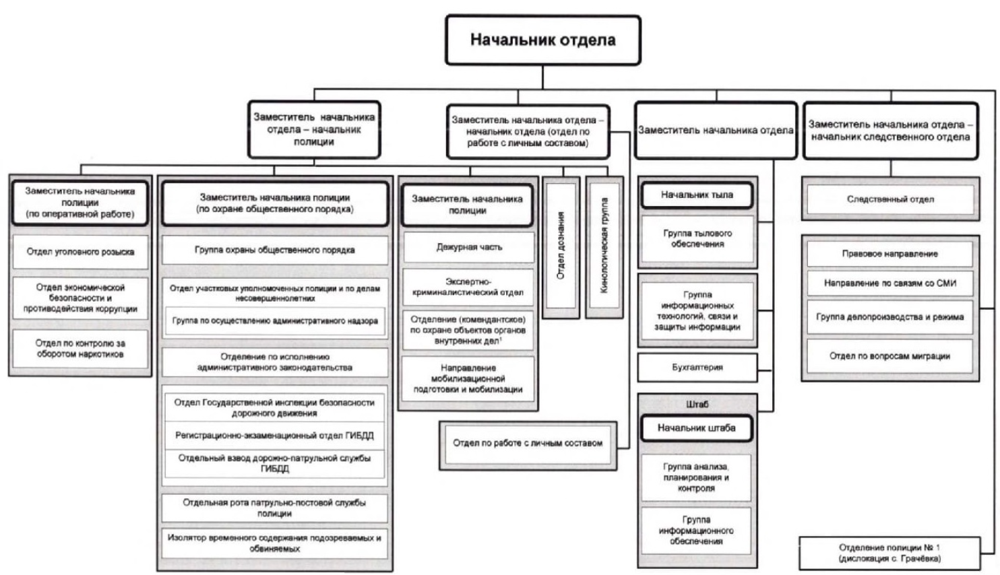 Начальник отдела
Заместитель начальника
отдела – начальник
полиции
Заместитель начальника отдела –
начальник отдела (отдел по
работе с личным составом)
Заместитель начальника отдела
Заместитель начальника отдела –
начальник следственного отдела
Заместитель начальника
полиции
(по оперативной работе)
Отдел уголовного розыска
Отдел экономической
безопасности и
противодействия коррупции
Отдел по контролю за
оборотом наркотиков
Заместитель начальника полиции
(по охране общественного порядка)
Группа охраны общественного порядка
Отдел участковых уполномоченных полиции и по делам
несовершеннолетних
Группа по осуществлению административного надзора
Отделение по исполнению
административного законодательства
Отдел Государственной инспекции безопасности
дорожного движения
Регистрационно-экзаменационный отдел ГИБДД
Отдельный взвод дорожно-патрульной службы
ГИБДД
Отдельная рота патрульно-постовой службы
полиции
Изолятор временного содержания подозреваемых и
обвиняемых
Заместитель начальника
полиции
Дежурная часть
Экспертно-
криминалистический отдел
Отделение (комендантское)
по охране объектов органов
внутренних дел¹
Направление
мобилизационной
подготовки и мобилизации
Отдел дознания
Кинологическая группа
Отдел по работе с личным составом
Начальник тыла
Группа тылового
обеспечения
Группа
информационных
технологий, связи и
защиты информации
Бухгалтерия
Штаб
Начальник штаба
Группа анализа,
планирования и
контроля
Группа
информационного
обеспечения
Следственный отдел
Правовое направление
Направление по связям со СМИ
Группа делопроизводства и режима
Отдел по вопросам миграции
Отделение полиции № 1
(дислокация с. Грачёвка)